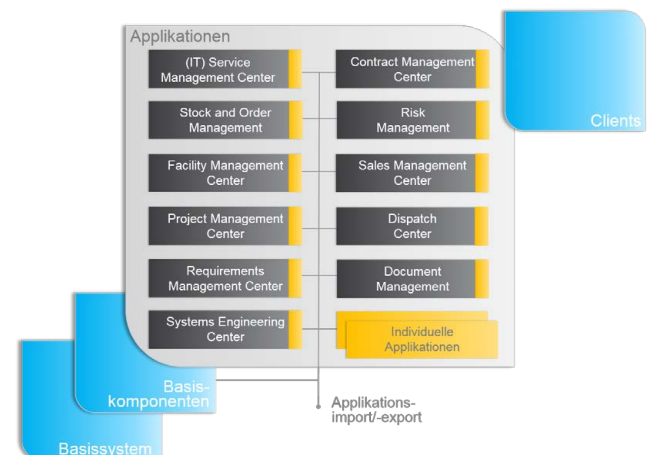 Applikationen
(IT) Service
Management Center
Contract Management
Center
Stock and Order
Management
Risk
Management
Facility Management
Center
Sales Management
Center
Project Management
Center
Dispatch
Center
Requirements
Management Center
Document
Management
Systems Engineering
Center
Individuelle
Applikationen
Clients
Basis-
komponenten
Applikations-
import/-export
Basissystem